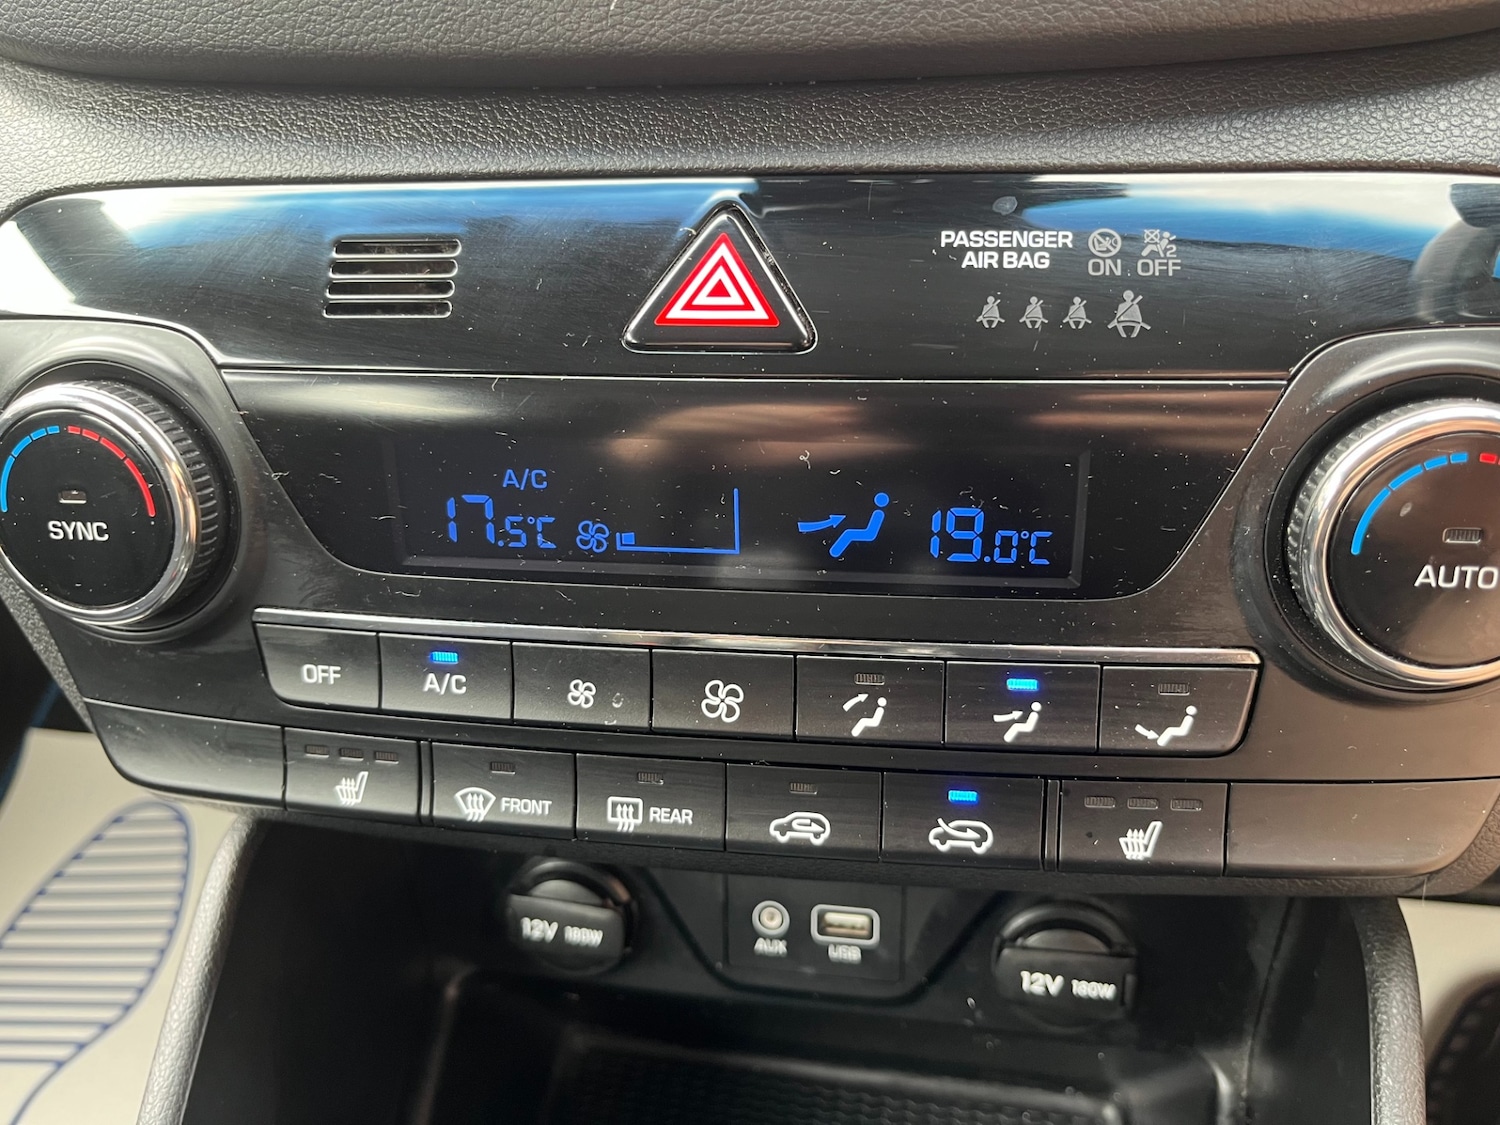 PASSENGER
AIR BAG
ON OFF
2
A/C
17.5°C
19.0°C
SYNC
AUTO
OFF
A/C
FRONT
REAR
12V 180W
AUX
USB
12V 180W